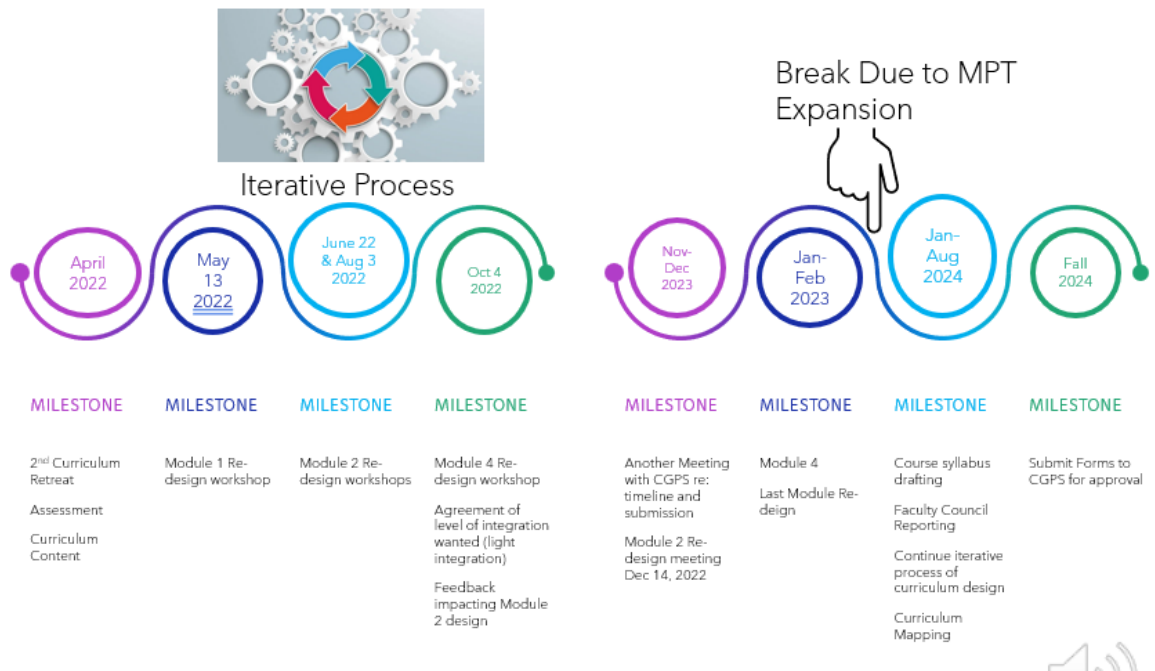 Iterative Process
Break Due to MPT
Expansion
April
2022
May
13
2022
June 22
& Aug 3
2022
Oct 4
2022
Nov-
Dec
2023
Jan-
Feb
2023
Jan-
Aug
2024
Fall
2024
MILESTONE
2nd Curriculum
Retreat
Assessment
Curriculum
Content
MILESTONE
Module 1 Re-
design workshop
MILESTONE
Module 2 Re-
design workshops
MILESTONE
Module 4 Re-
design workshop
Agreement of
level of integration
wanted (light
integration)
Feedback
impacting Module
2 design
MILESTONE
Another Meeting
with CGPS re:
timeline and
submission
Module 2 Re-
design meeting
Dec 14, 2022
MILESTONE
Module 4
Last Module Re-
deign
MILESTONE
Course syllabus
drafting
Faculty Council
Reporting
Continue iterative
process of
curriculum design
Curriculum
Mapping
MILESTONE
Submit Forms to
CGPS for approval